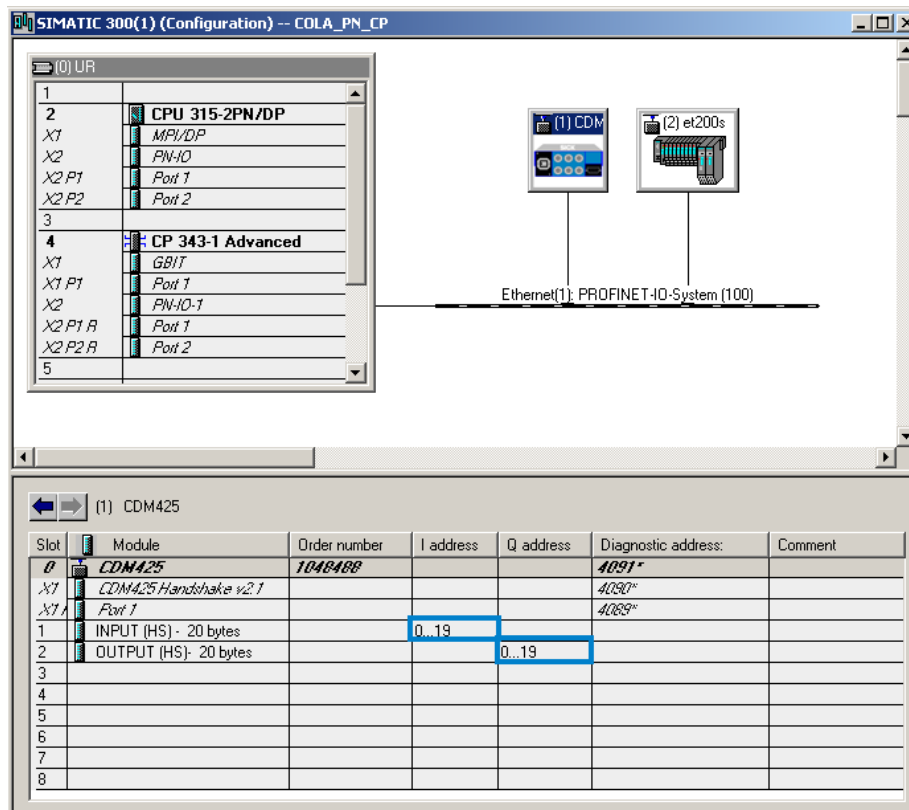 SIMATIC 300(1) (Configuration) -- COLA_PN_CP
(0) UR
1
2 CPU 315-2PN/DP
X1 MPI/DP
X2 PN-IO
X2 P1 Port 1
X2 P2 Port 2
3
4 CP 343-1 Advanced
X1 GBIT
X1 P1 Port 1
X2 PN-IO-1
X2 P1 R Port 1
X2 P2 R Port 2
5
(1) CDM
SICK
(2) et200s
Ethernet(1): PROFINET-IO-System (100)
(1) CDM425
Slot Module Order number I address Q address Diagnostic address: Comment
0 CDM425 1048488 4091*
X1 CDM425 Handshake v2.1 4090*
X1 Port 1 4089*
1 INPUT (HS) - 20 bytes 0...19
2 OUTPUT (HS)- 20 bytes 0...19
3
4
5
6
7
8